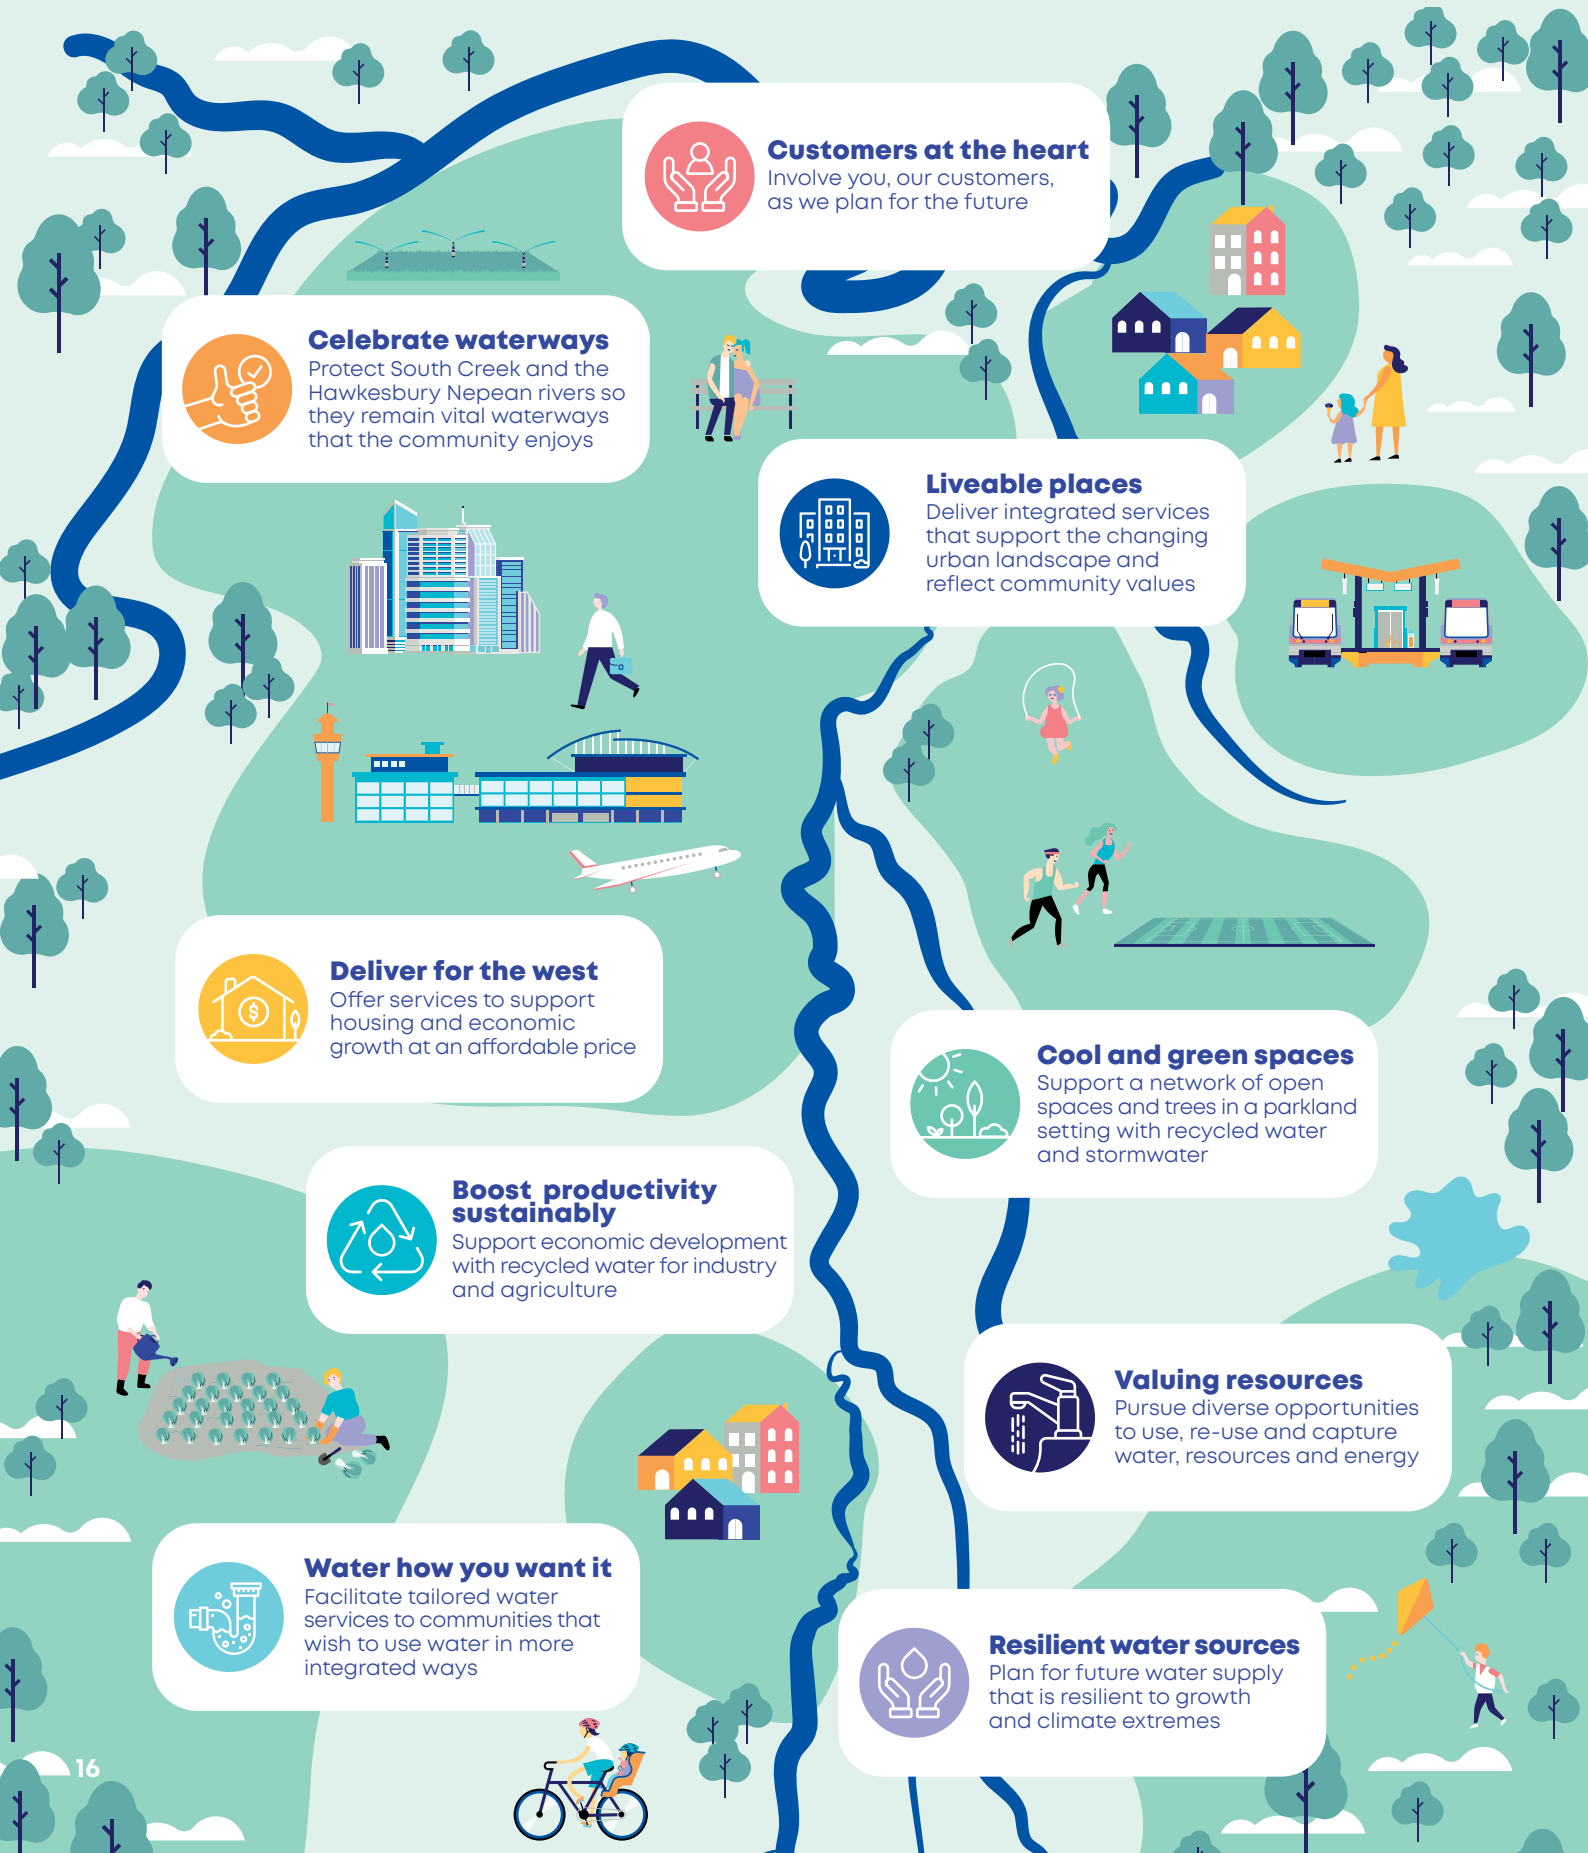 Customers at the heart
Involve you, our customers,
as we plan for the future
Celebrate waterways
Protect South Creek and the
Hawkesbury Nepean rivers so
they remain vital waterways
that the community enjoys
Liveable places
Deliver integrated services
that support the changing
urban landscape and
reflect community values
Deliver for the west
Offer services to support
housing and economic
growth at an affordable price
Cool and green spaces
Support a network of open
spaces and trees in a parkland
setting with recycled water
and stormwater
Boost productivity
sustainably
Support economic development
with recycled water for industry
and agriculture
Valuing resources
Pursue diverse opportunities
to use, re-use and capture
water, resources and energy
Water how you want it
Facilitate tailored water
services to communities that
wish to use water in more
integrated ways
Resilient water sources
Plan for future water supply
that is resilient to growth
and climate extremes
16